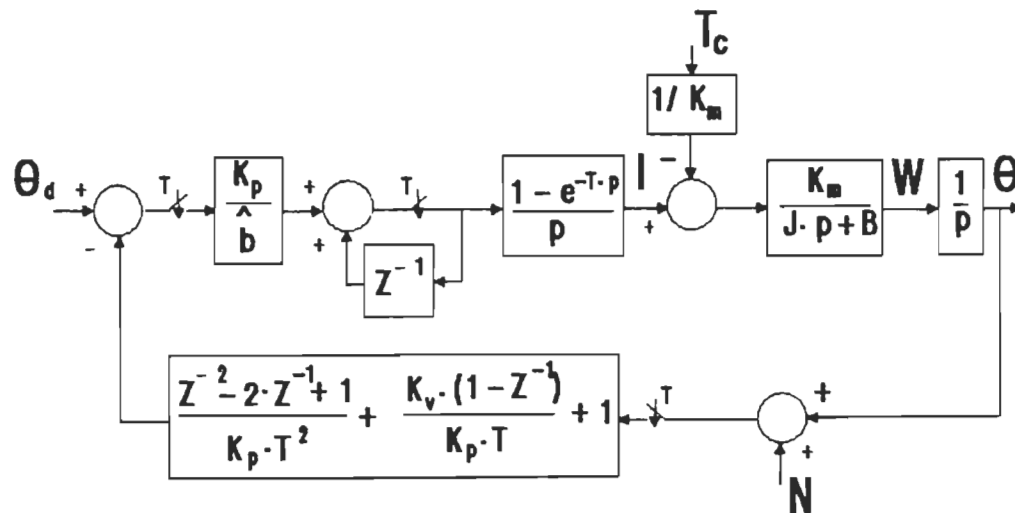 T_c
1/ K_m
θ_d
+
-
T
K_p
b̂
+
+
T
Z⁻¹
1 - e^{-T·p}
p
I
-
+
K_m
J· p + B
W
1
p
θ
Z⁻² - 2·Z⁻¹ + 1
K_p·T²
+
K_v·(1 - Z⁻¹)
K_p·T
+ 1
T
+
+
N